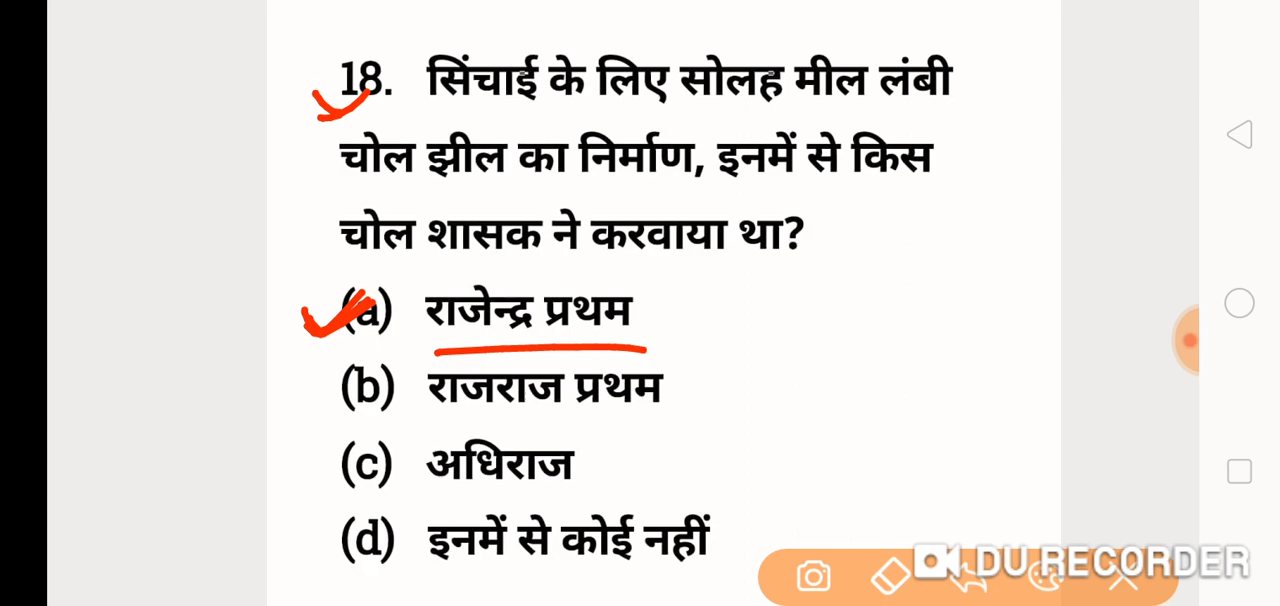 18. सिंचाई के लिए सोलह मील लंबी
चोल झील का निर्माण, इनमें से किस
चोल शासक ने करवाया था?
(a) राजेन्द्र प्रथम
(b) राजराज प्रथम
(c) अधिराज
(d) इनमें से कोई नहीं
DU RECORDER